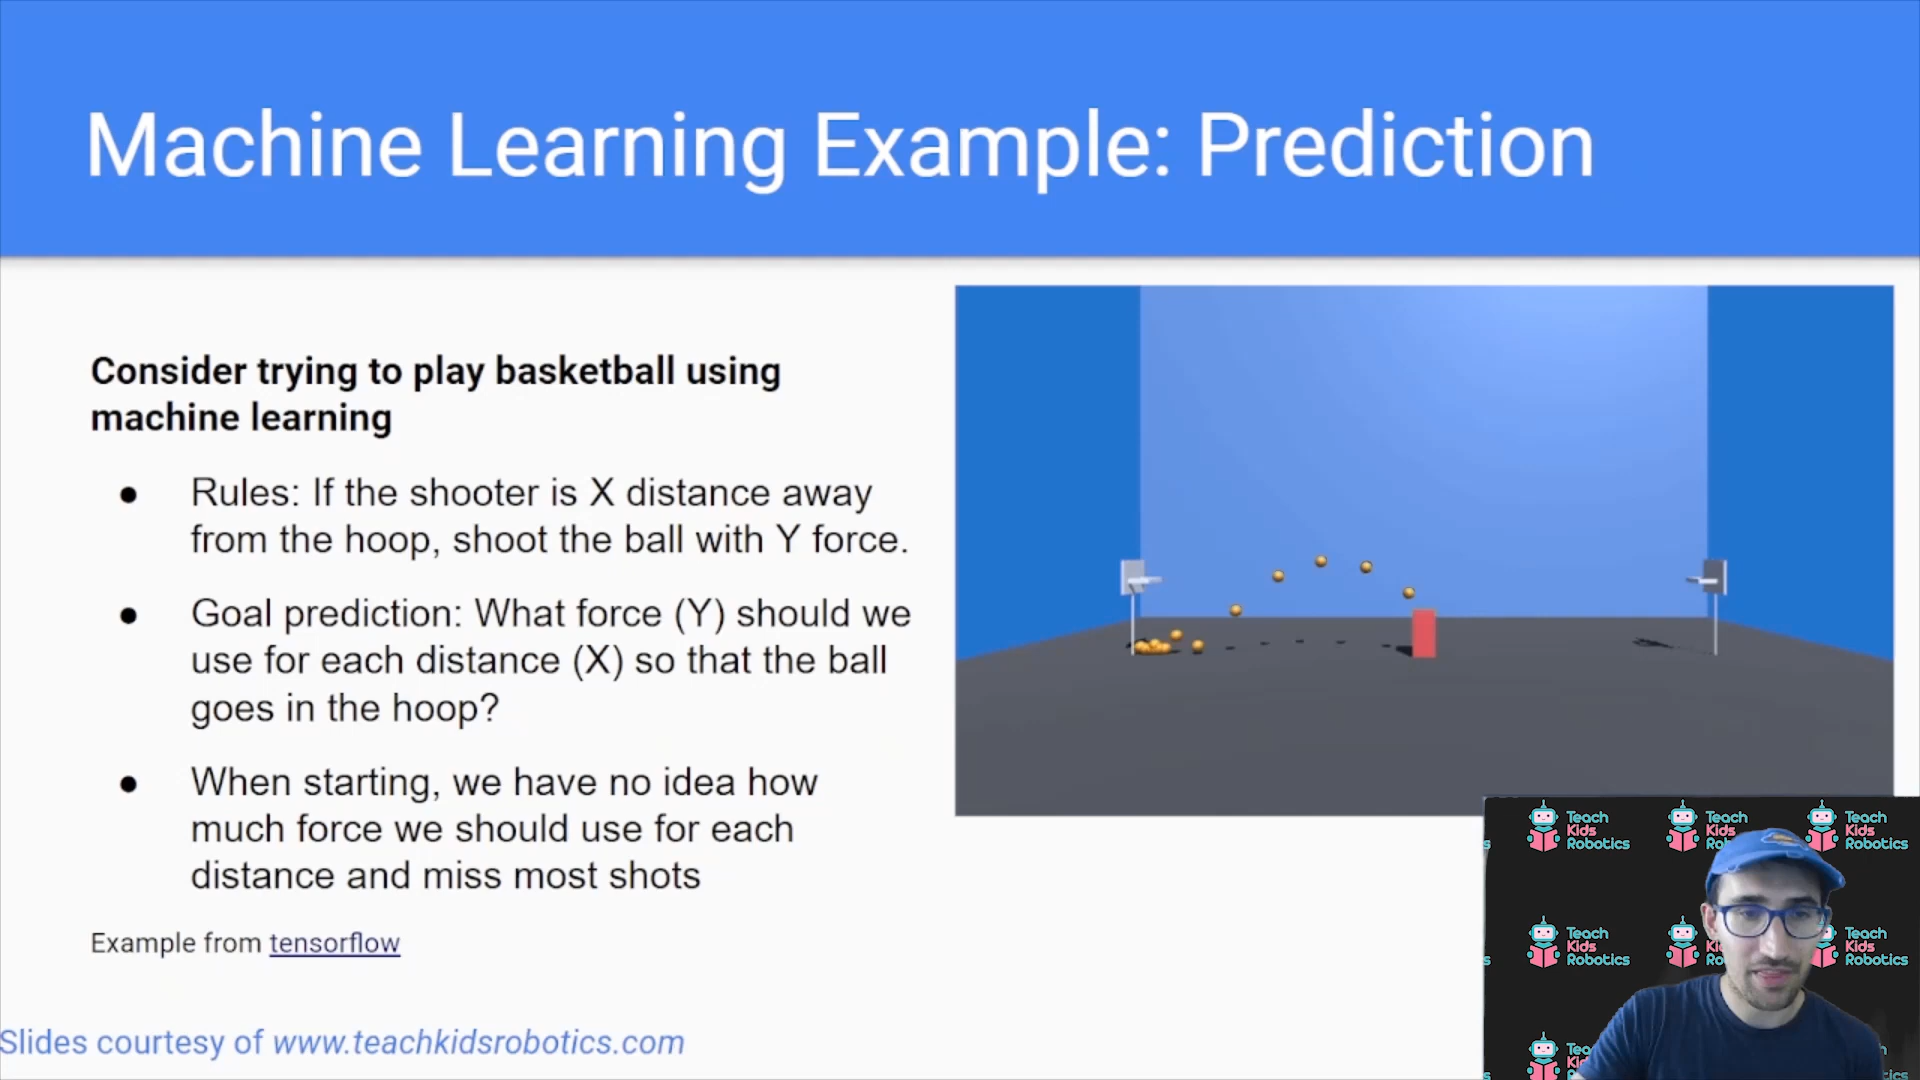 Machine Learning Example: Prediction
Consider trying to play basketball using
machine learning
● Rules: If the shooter is X distance away
from the hoop, shoot the ball with Y force.
● Goal prediction: What force (Y) should we
use for each distance (X) so that the ball
goes in the hoop?
● When starting, we have no idea how
much force we should use for each
distance and miss most shots
Example from tensorflow
Slides courtesy of www.teachkidsrobotics.com
Teach
Kids
Robotics
Teach
Kids
Teach
Kids
Robotics
Teach
Kids
Robotics
Teach
Kids
Robotics